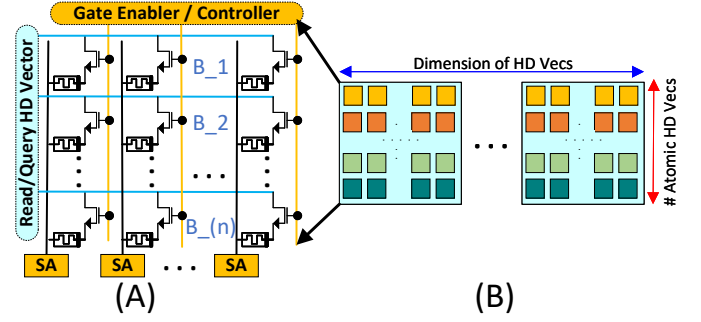 Gate Enabler / Controller
Read/Query HD Vector
B_1
B_2
B_(n)
SA
SA
SA
(A)
Dimension of HD Vecs
# Atomic HD Vecs
(B)